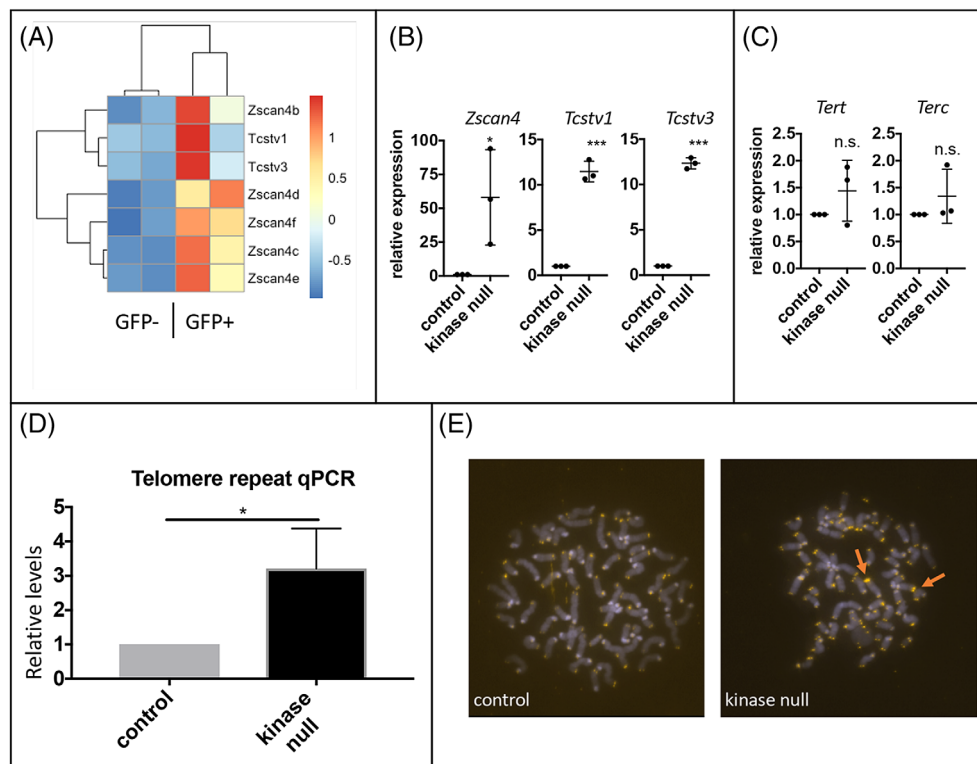 (A)
Zscan4b
Tcstv1
Tcstv3
Zscan4d
Zscan4f
Zscan4c
Zscan4e
1
0.5
0
-0.5
GFP- | GFP+
(B)
relative expression
Zscan4
100
75
50
25
0
*
control
kinase null
Tcstv1
15
10
5
0
***
control
kinase null
Tcstv3
15
10
5
0
***
control
kinase null
(C)
relative expression
Tert
2.5
2.0
1.5
1.0
0.5
0.0
n.s.
control
kinase null
Terc
2.5
2.0
1.5
1.0
0.5
0.0
n.s.
control
kinase null
(D)
Telomere repeat qPCR
Relative levels
5
4
3
2
1
0
*
control
kinase
null
(E)
control
kinase null